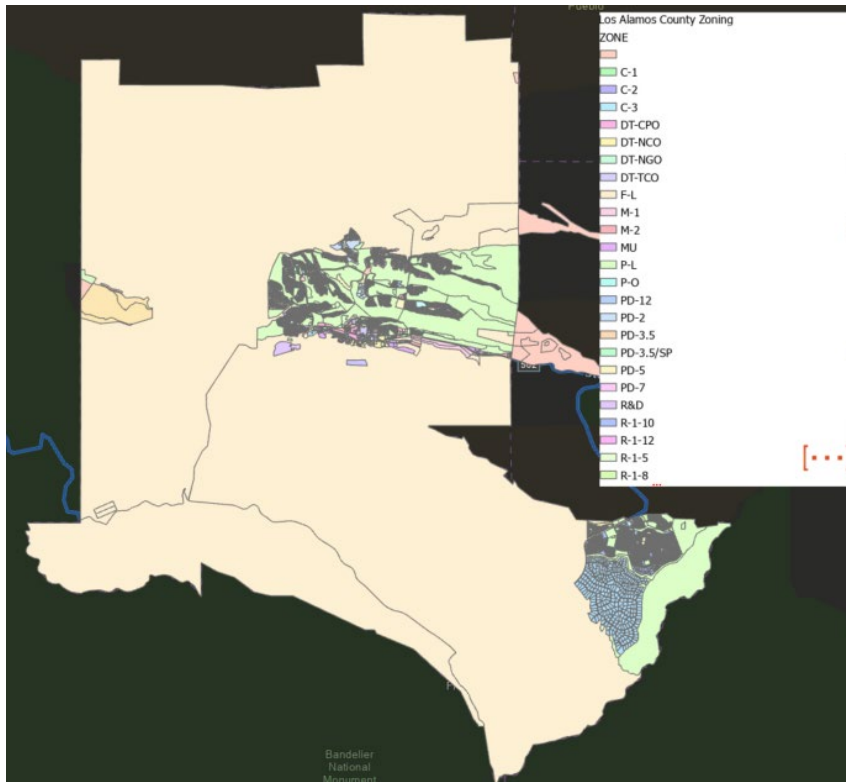 Pueblo
Los Alamos County Zoning
ZONE
C-1
C-2
C-3
DT-CPO
DT-NCO
DT-NGO
DT-TCO
F-L
M-1
M-2
MU
P-L
P-O
PD-12
PD-2
PD-3.5
PD-3.5/SP
PD-5
PD-7
R&D
R-1-10
R-1-12
R-1-5
R-1-8
...
[....
502
Bandelier
National
Monument